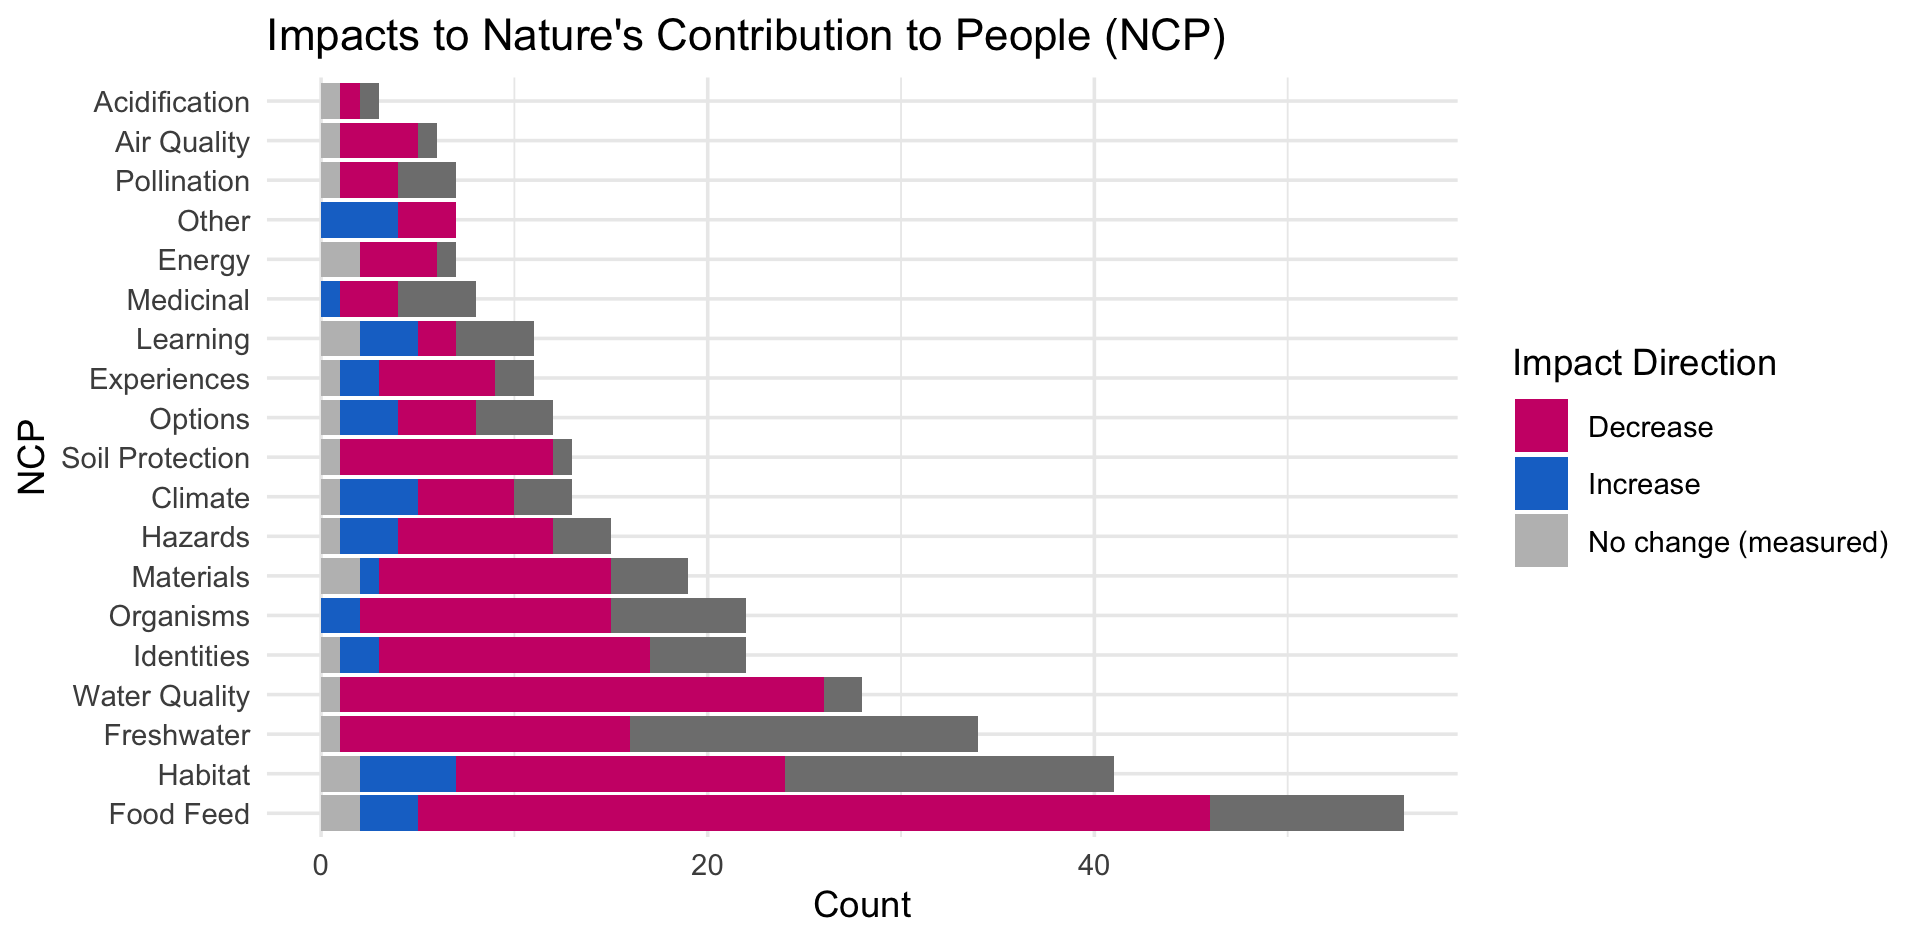 Impacts to Nature's Contribution to People (NCP)
Acidification
Air Quality
Pollination
Other
Energy
Medicinal
Learning
Experiences
Options
Soil Protection
Climate
Hazards
Materials
Organisms
Identities
Water Quality
Freshwater
Habitat
Food Feed
NCP
0 20 40
Count
Impact Direction
Decrease
Increase
No change (measured)